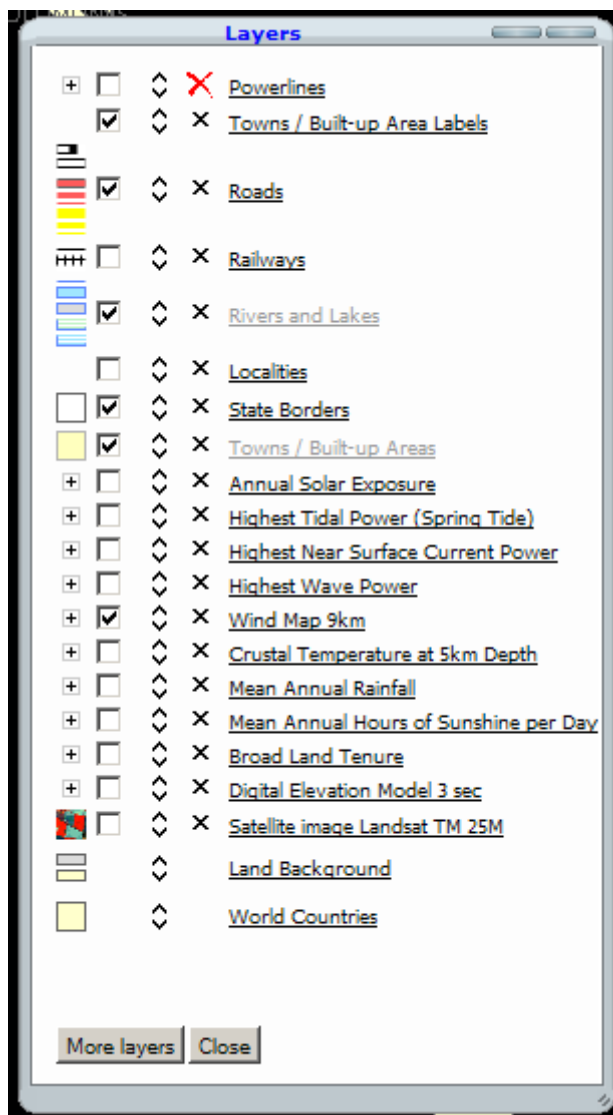 Layers
Powerlines
Towns / Built-up Area Labels
Roads
Railways
Rivers and Lakes
Localities
State Borders
Towns / Built-up Areas
Annual Solar Exposure
Highest Tidal Power (Spring Tide)
Highest Near Surface Current Power
Highest Wave Power
Wind Map 9km
Crustal Temperature at 5km Depth
Mean Annual Rainfall
Mean Annual Hours of Sunshine per Day
Broad Land Tenure
Digital Elevation Model 3 sec
Satellite image Landsat TM 25M
Land Background
World Countries
More layers Close